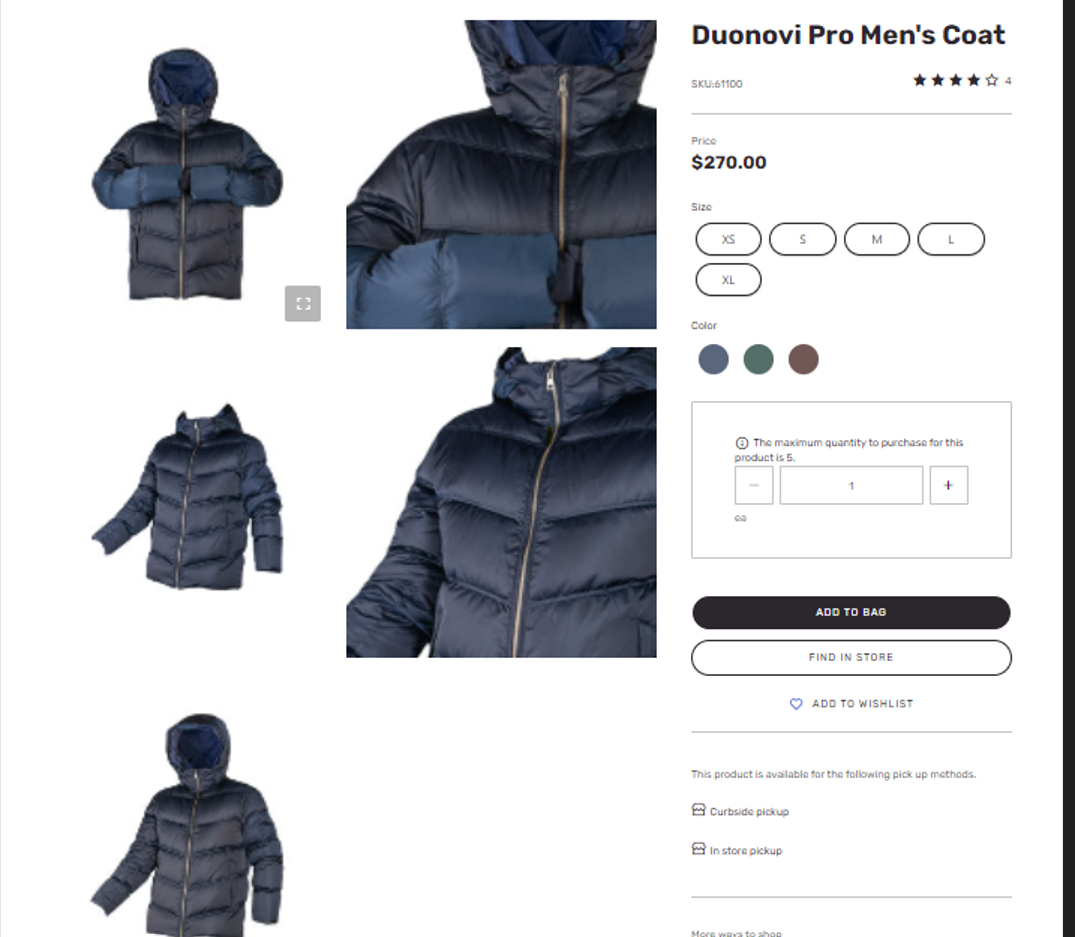 Duonovi Pro Men's Coat
SKU:61100
4
Price
$270.00
Size
XS
S
M
L
XL
Color
The maximum quantity to purchase for this
product is 5.
1
ea
ADD TO BAG
FIND IN STORE
ADD TO WISHLIST
This product is available for the following pick up methods.
Curbside pickup
In store pickup
More ways to shop